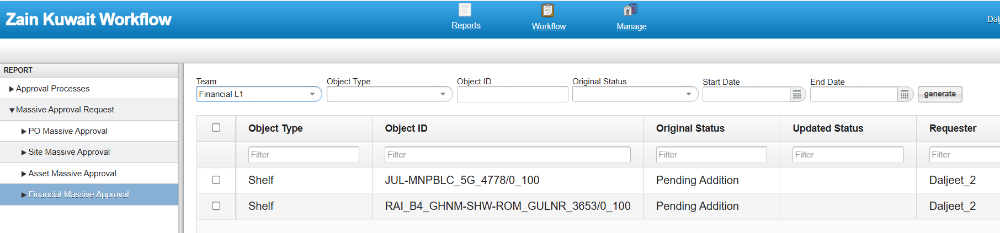 Zain Kuwait Workflow
Reports
Workflow
Manage
REPORT
Approval Processes
Massive Approval Request
PO Massive Approval
Site Massive Approval
Asset Massive Approval
Financial Massive Approval
Team Object Type Object ID Original Status Start Date End Date
Financial L1 generate
Object Type Object ID Original Status Updated Status Requester
Filter Filter Filter Filter Filter
Shelf JUL-MNPBLC_5G_4778/0_100 Pending Addition Daljeet_2
Shelf RAI_B4_GHNM-SHW-ROM_GULNR_3653/0_100 Pending Addition Daljeet_2